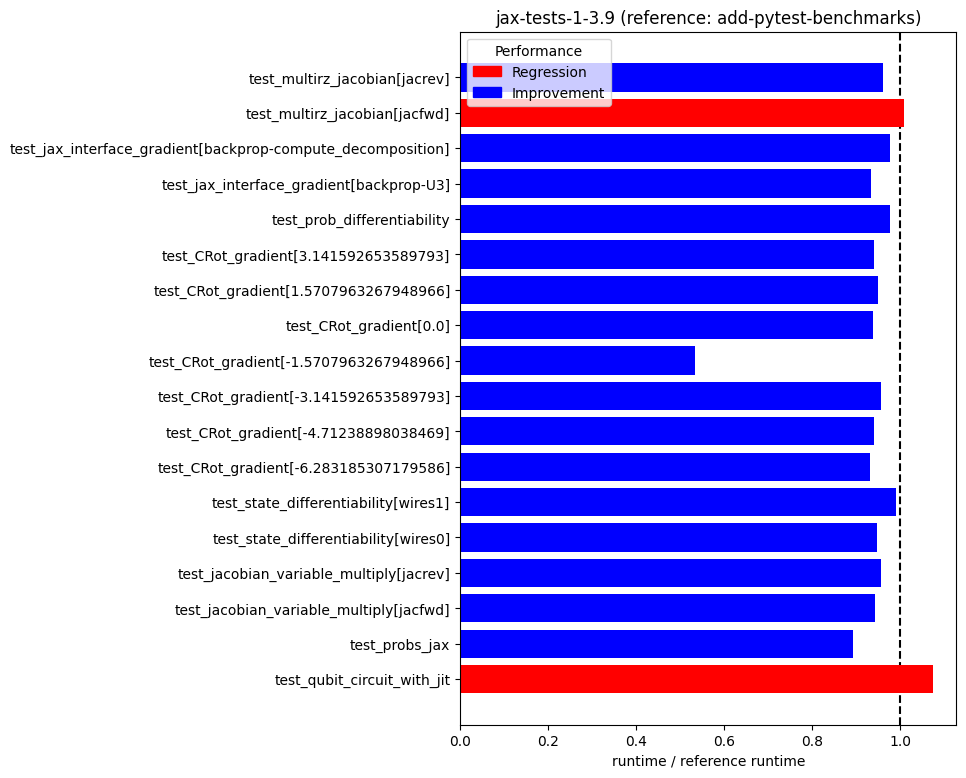 jax-tests-1-3.9 (reference: add-pytest-benchmarks)
Performance
Regression
Improvement
test_multirz_jacobian[jacrev]
test_multirz_jacobian[jacfwd]
test_jax_interface_gradient[backprop-compute_decomposition]
test_jax_interface_gradient[backprop-U3]
test_prob_differentiability
test_CRot_gradient[3.141592653589793]
test_CRot_gradient[1.5707963267948966]
test_CRot_gradient[0.0]
test_CRot_gradient[-1.5707963267948966]
test_CRot_gradient[-3.141592653589793]
test_CRot_gradient[-4.71238898038469]
test_CRot_gradient[-6.283185307179586]
test_state_differentiability[wires1]
test_state_differentiability[wires0]
test_jacobian_variable_multiply[jacrev]
test_jacobian_variable_multiply[jacfwd]
test_probs_jax
test_qubit_circuit_with_jit
0.0 0.2 0.4 0.6 0.8 1.0
runtime / reference runtime